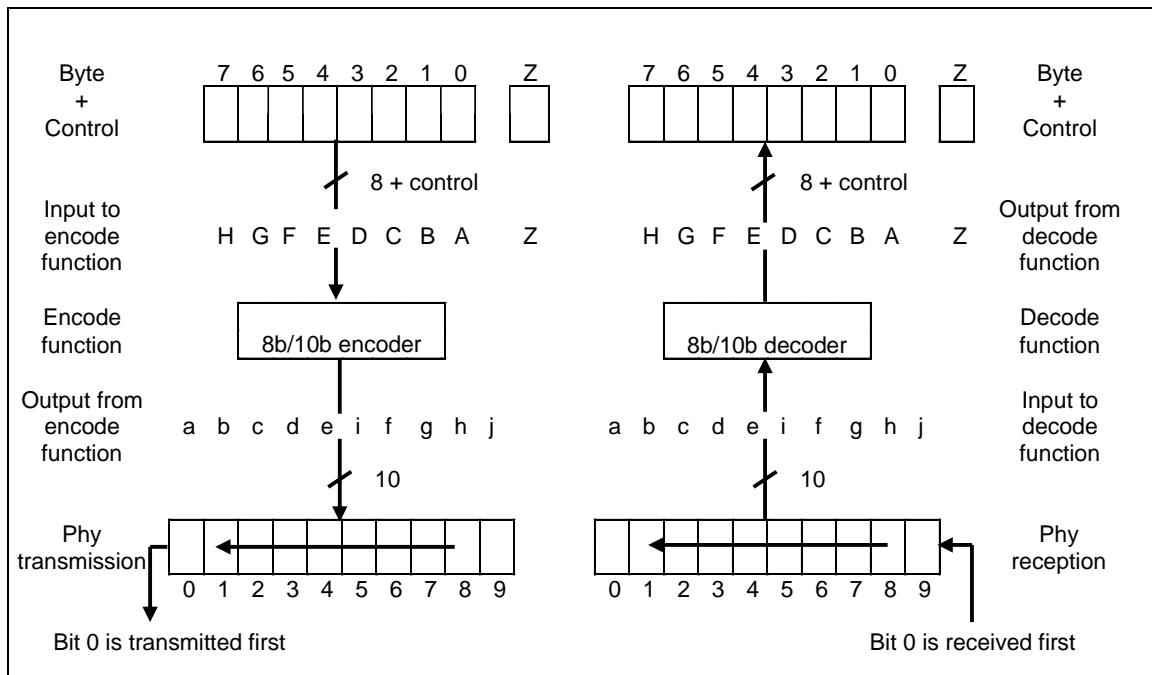 7 6 5 4 3 2 1 0 Z
7 6 5 4 3 2 1 0 Z
Byte
+
Control
Byte
+
Control
8 + control
8 + control
Input to
encode
function
H G F E D C B A Z
H G F E D C B A Z
Output from
decode
function
Encode
function
8b/10b encoder
8b/10b decoder
Decode
function
Output from
encode
function
a b c d e i f g h j
a b c d e i f g h j
Input to
decode
function
10
10
Phy
transmission
Phy
reception
0 1 2 3 4 5 6 7 8 9
0 1 2 3 4 5 6 7 8 9
Bit 0 is transmitted first
Bit 0 is received first